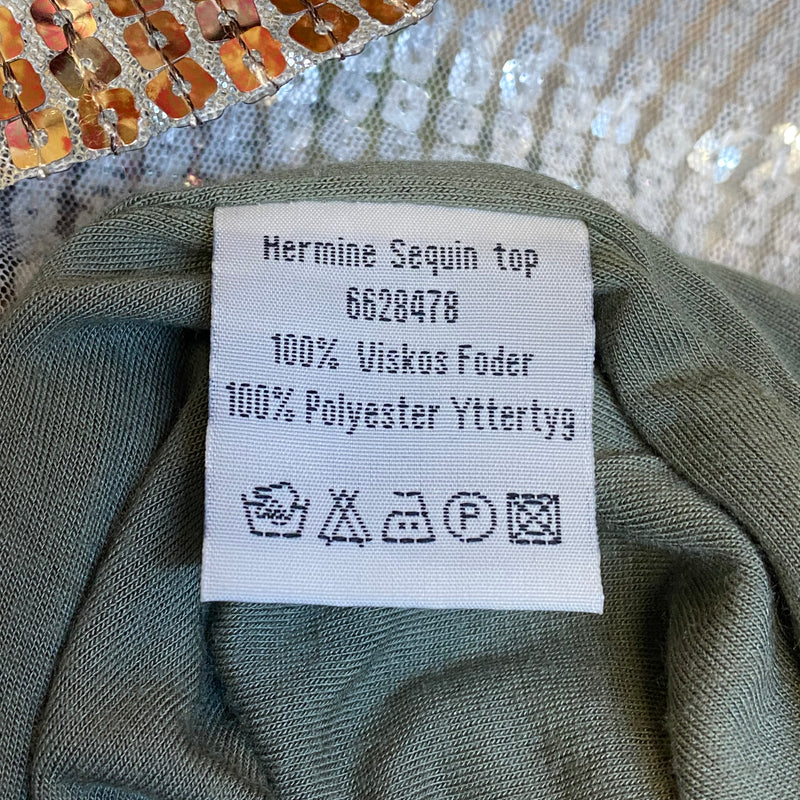 Hermine Sequin top
6628478
100% Viskos Foder
100% Polyester Yttertyg
P